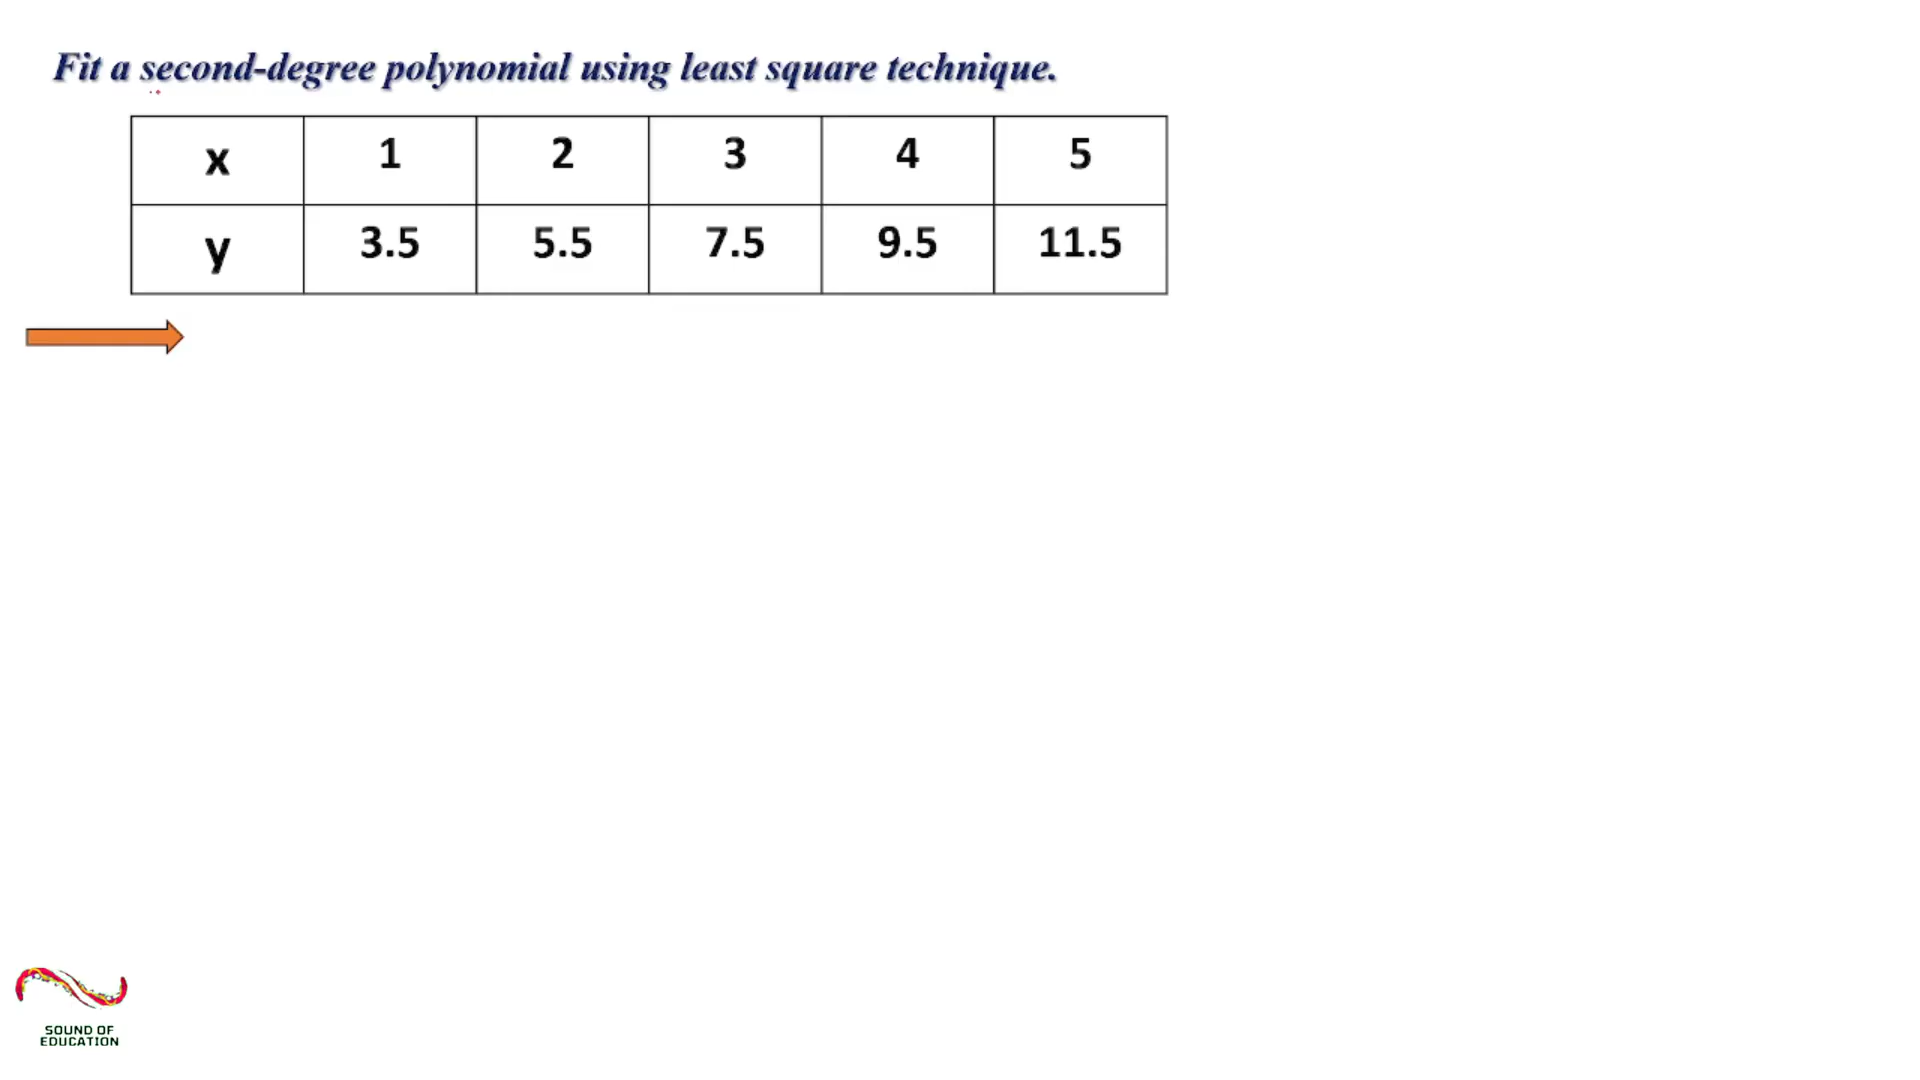 Fit a second-degree polynomial using least square technique.
x 1 2 3 4 5
y 3.5 5.5 7.5 9.5 11.5
SOUND OF
EDUCATION